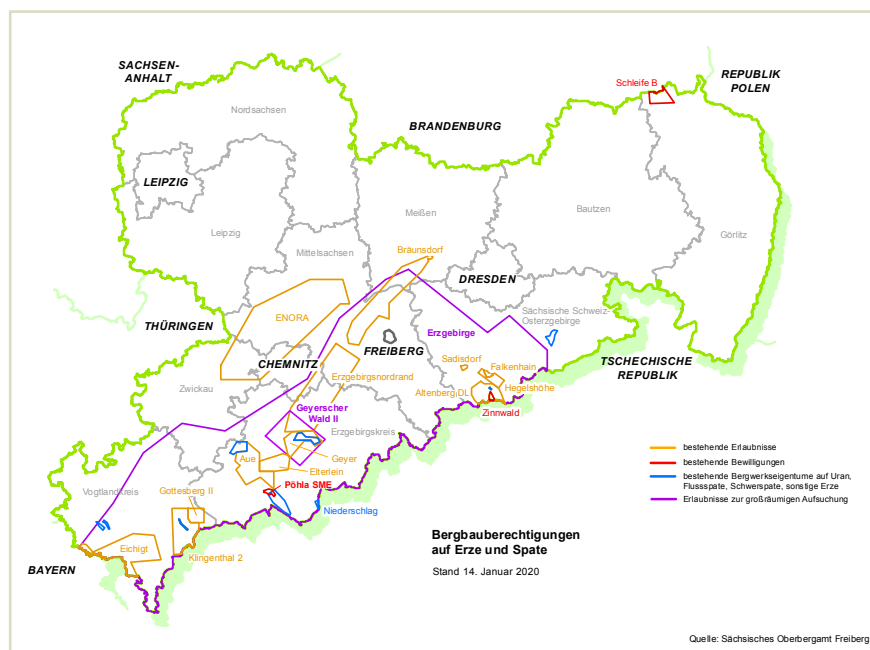 SACHSEN-
ANHALT
Nordsachsen
Schleife B
REPUBLIK
POLEN
BRANDENBURG
LEIPZIG
Leipzig
Meißen
Bautzen
Görlitz
Mittelsachsen
Bräunsdorf
DRESDEN
THÜRINGEN
ENORA
Erzgebirge
Sächsische Schweiz-
Osterzgebirge
FREIBERG
CHEMNITZ
TSCHECHISCHE
REPUBLIK
Zwickau
Erzgebirgsnordrand
Sadisdorf
Falkenhain
Altenberg DL
Hegelshöhe
Zinnwald
Geyerscher
Wald II
Erzgebirgskreis
Aue
Geyer
Elterlein
Pöhla SME
Vogtlandkreis
Gottesberg II
Niederschlag
Eichigt
Klingenthal 2
BAYERN
bestehende Erlaubnisse
bestehende Bewilligungen
bestehende Bergwerkseigentume auf Uran,
Flussspate, Schwerspate, sonstige Erze
Erlaubnisse zur großräumigen Aufsuchung
Bergbauberechtigungen
auf Erze und Spate
Stand 14. Januar 2020
Quelle: Sächsisches Oberbergamt Freiberg